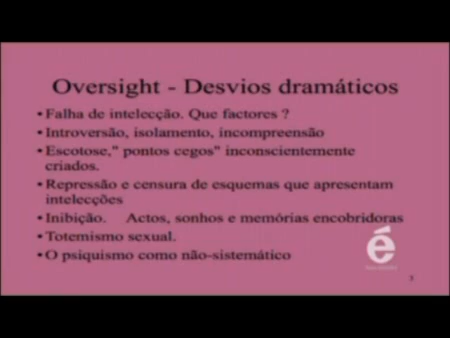 Oversight - Desvios dramáticos
•Falha de intelecção. Que factores ?
•Introversão, isolamento, incompreensão
•Escotose," pontos cegos" inconscientemente
criados.
•Repressão e censura de esquemas que apresentam
intelecções
•Inibição. Actos, sonhos e memórias encobridoras
•Totemismo sexual.
•O psiquismo como não-sistemático
é